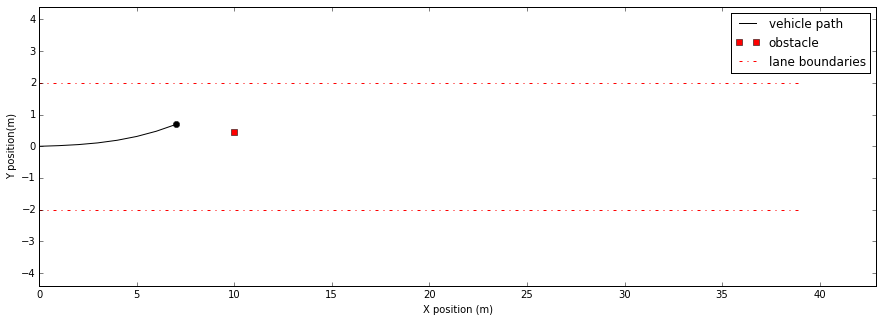 4
3
2
1
0
−1
−2
−3
−4
Y position(m)
0 5 10 15 20 25 30 35 40
X position (m)
vehicle path
obstacle
lane boundaries